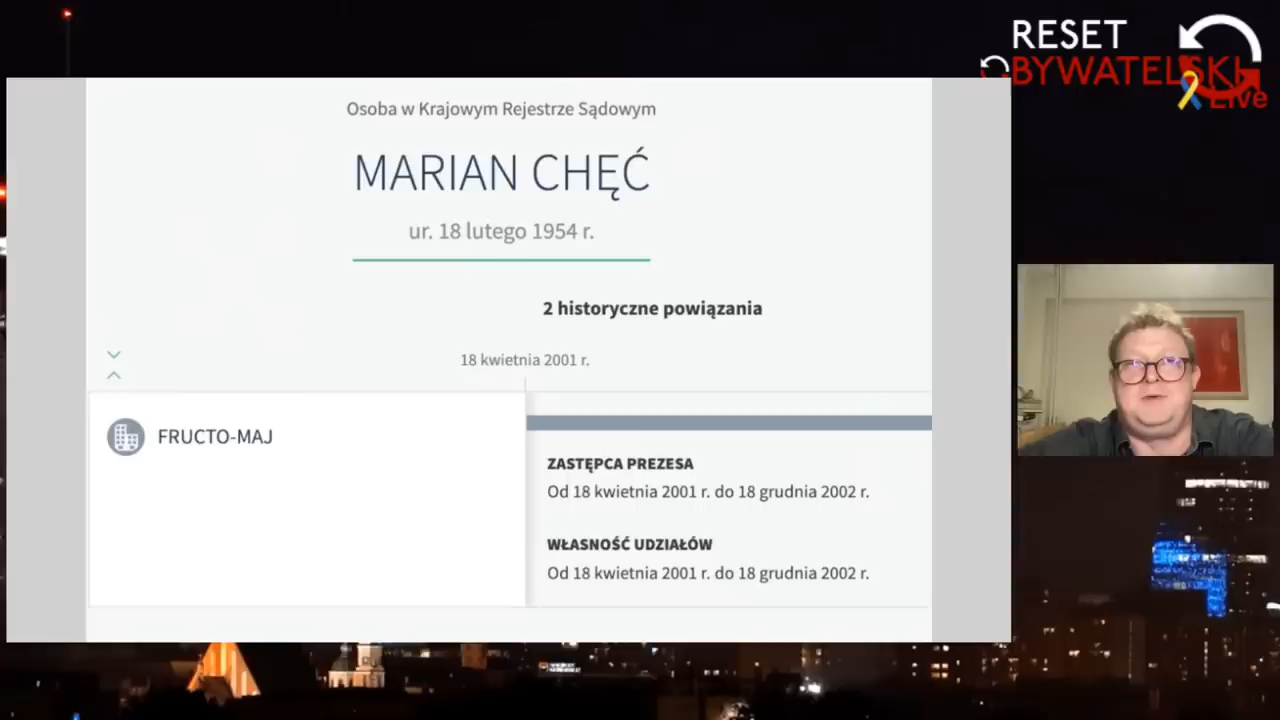 RESET
OBYWATELSKI
Live
Osoba w Krajowym Rejestrze Sądowym
MARIAN CHĘĆ
ur. 18 lutego 1954 r.
2 historyczne powiązania
18 kwietnia 2001 r.
FRUCTO-MAJ
ZASTĘPCA PREZESA
Od 18 kwietnia 2001 r. do 18 grudnia 2002 r.
WŁASNOŚĆ UDZIAŁÓW
Od 18 kwietnia 2001 r. do 18 grudnia 2002 r.